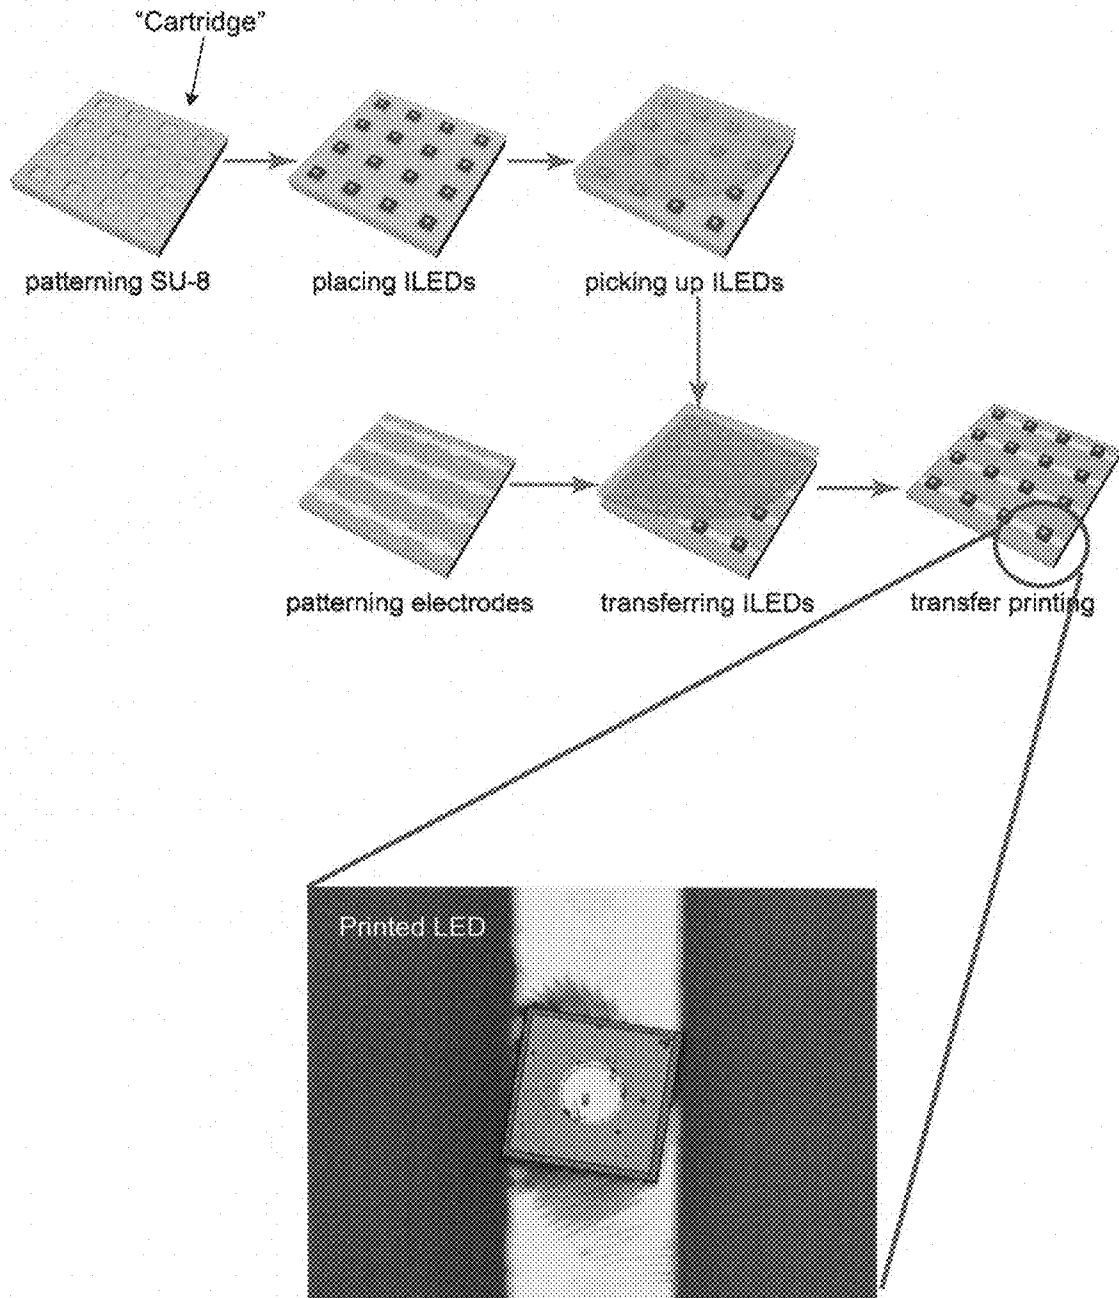 "Cartridge"
patterning SU-8
placing ILEDs
picking up ILEDs
patterning electrodes
transferring ILEDs
transfer printing
Printed LED